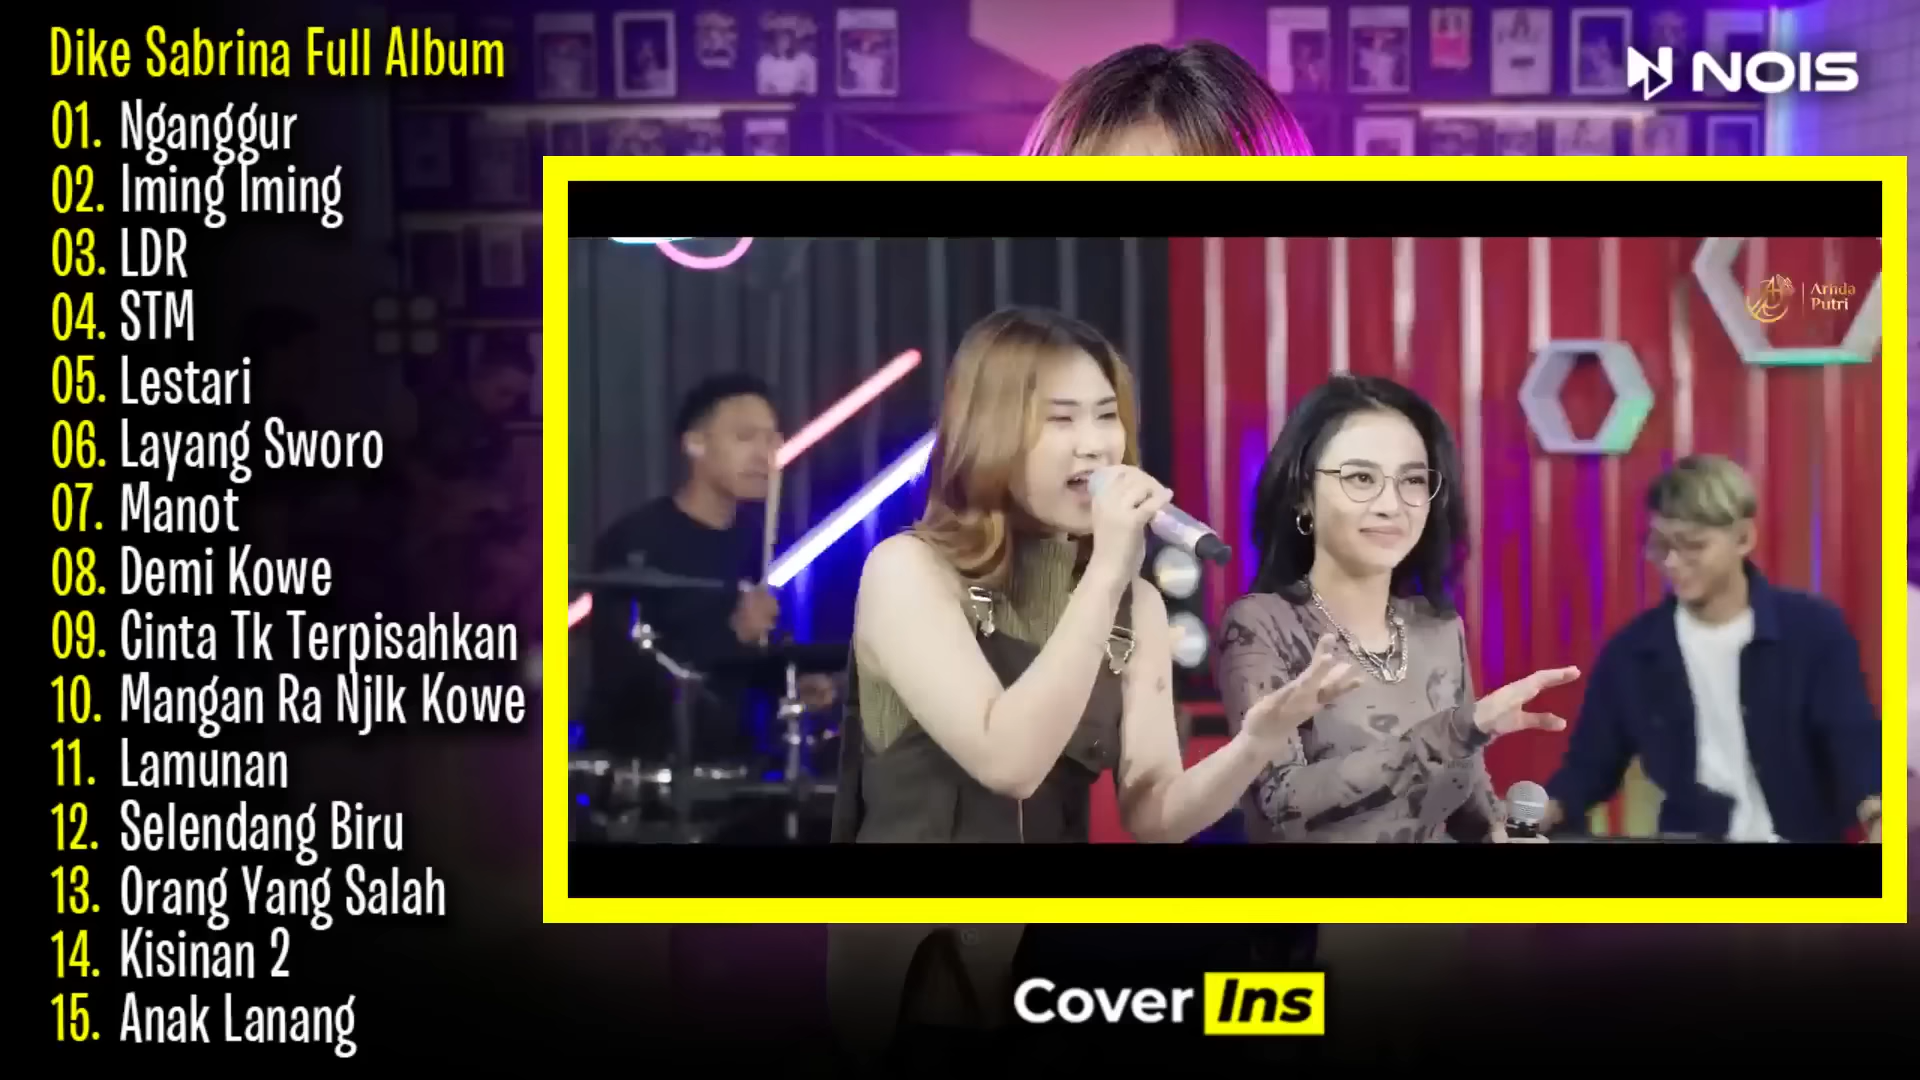 Dike Sabrina Full Album
01. Nganggur
02. Iming Iming
03. LDR
04. STM
05. Lestari
06. Layang Sworo
07. Manot
08. Demi Kowe
09. Cinta Tk Terpisahkan
10. Mangan Ra Njlk Kowe
11. Lamunan
12. Selendang Biru
13. Orang Yang Salah
14. Kisinan 2
15. Anak Lanang
NOIS
Arnda
Putri
Cover Ins